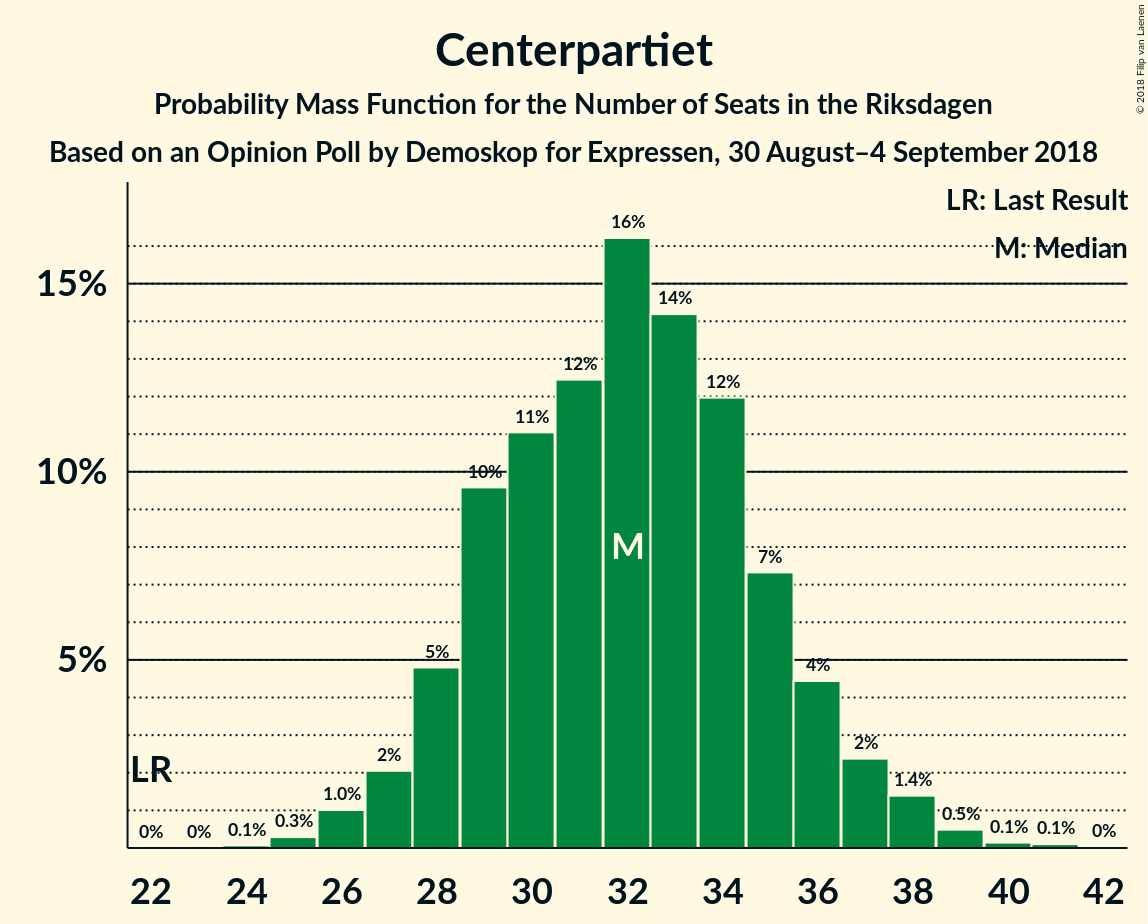 Centerpartiet
Probability Mass Function for the Number of Seats in the Riksdagen
Based on an Opinion Poll by Demoskop for Expressen, 30 August–4 September 2018
© 2018 Filip van Laenen
LR: Last Result
M: Median
15%
10%
5%
0%
0%
0.1%
0.3%
1.0%
2%
5%
10%
11%
12%
16%
14%
12%
7%
4%
2%
1.4%
0.5%
0.1%
0.1%
0%
LR
M
22 24 26 28 30 32 34 36 38 40 42